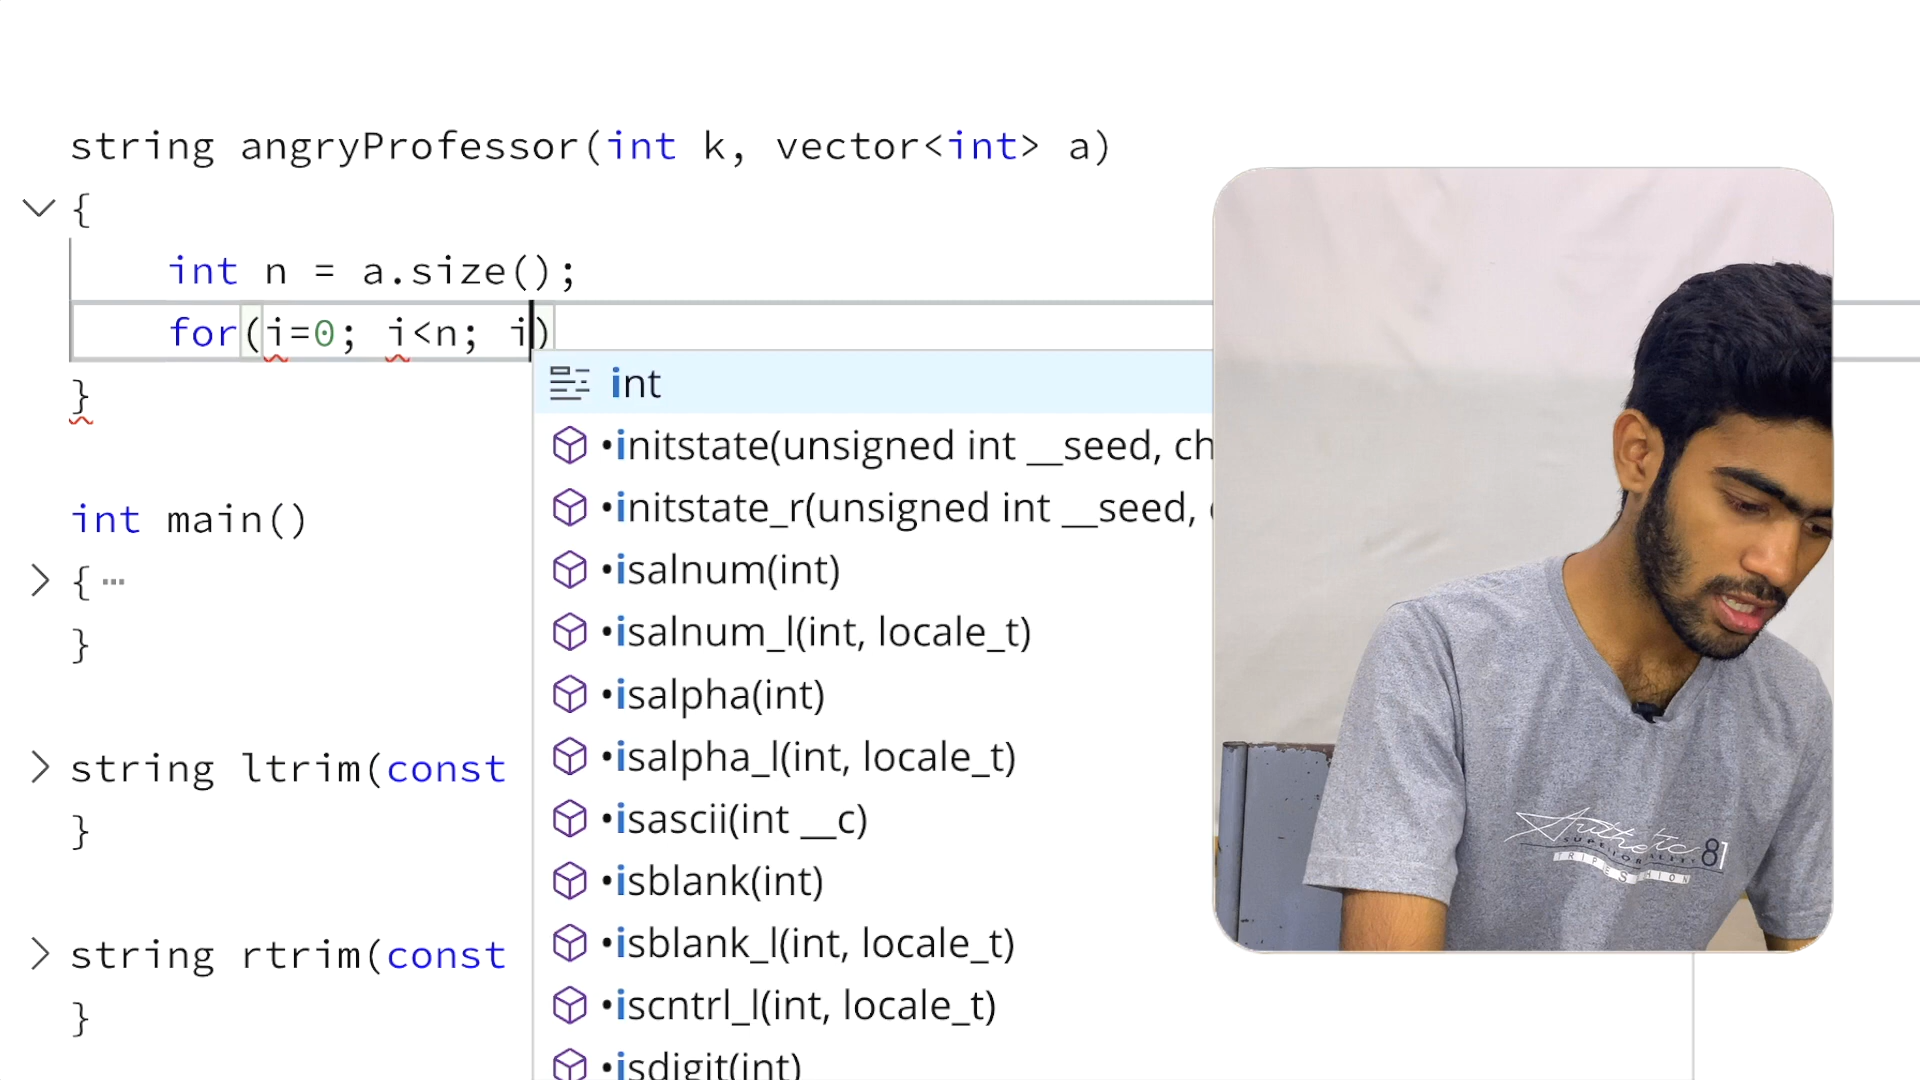 string angryProfessor(int k, vector<int> a)
{
int n = a.size();
for(i=0; i<n; i)
}
int main()
{ ⋯
}
string ltrim(const
}
string rtrim(const
}
int
•initstate(unsigned int __seed, ch
•initstate_r(unsigned int __seed,
•isalnum(int)
•isalnum_l(int, locale_t)
•isalpha(int)
•isalpha_l(int, locale_t)
•isascii(int __c)
•isblank(int)
•isblank_l(int, locale_t)
•iscntrl_l(int, locale_t)
•isdigit(int)
Authentic 81